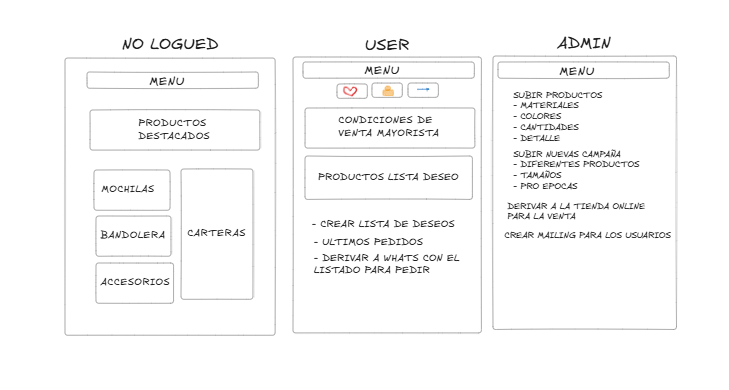 NO LOGUED
MENU
PRODUCTOS
DESTACADOS
MOCHILAS
BANDOLERA
ACCESORIOS
CARTERAS
USER
MENU
CONDICIONES DE
VENTA MAYORISTA
PRODUCTOS LISTA DESEO
- CREAR LISTA DE DESEOS
- ULTIMOS PEDIDOS
- DERIVAR A WHATS CON EL
LISTADO PARA PEDIR
ADMIN
MENU
SUBIR PRODUCTOS
- MATERIALES
- COLORES
- CANTIDADES
- DETALLE
SUBIR NUEVAS CAMPAÑA
- DIFERENTES PRODUCTOS
- TAMAÑOS
- PRO EPOCAS
DERIVAR A LA TIENDA ONLINE
PARA LA VENTA
CREAR MAILING PARA LOS USUARIOS